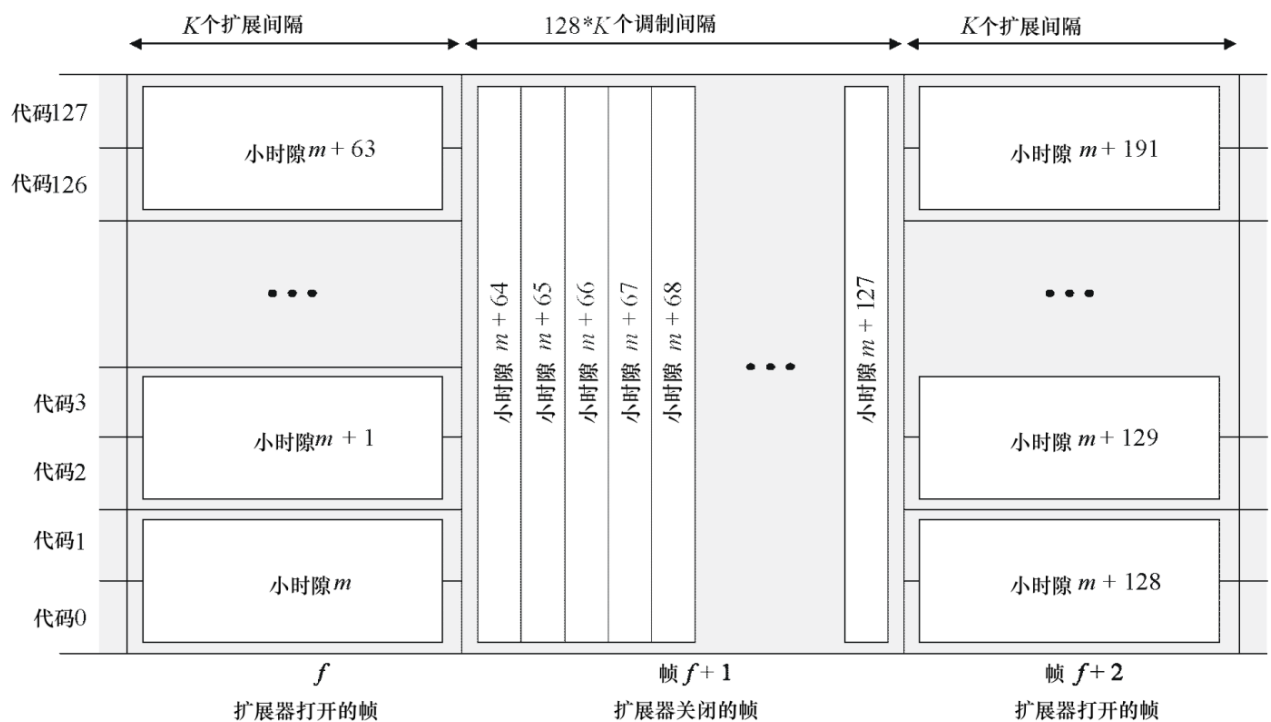 K个扩展间隔 128*K个调制间隔 K个扩展间隔
代码127
小时隙m + 63
小时隙 m + 191
代码126
小时隙 m + 64
小时隙 m + 65
小时隙 m + 66
小时隙 m + 67
小时隙 m + 68
小时隙 m + 127
代码3
小时隙m + 1
小时隙 m + 129
代码2
代码1
小时隙m
小时隙 m + 128
代码0
f 帧 f + 1 帧 f + 2
扩展器打开的帧 扩展器关闭的帧 扩展器打开的帧